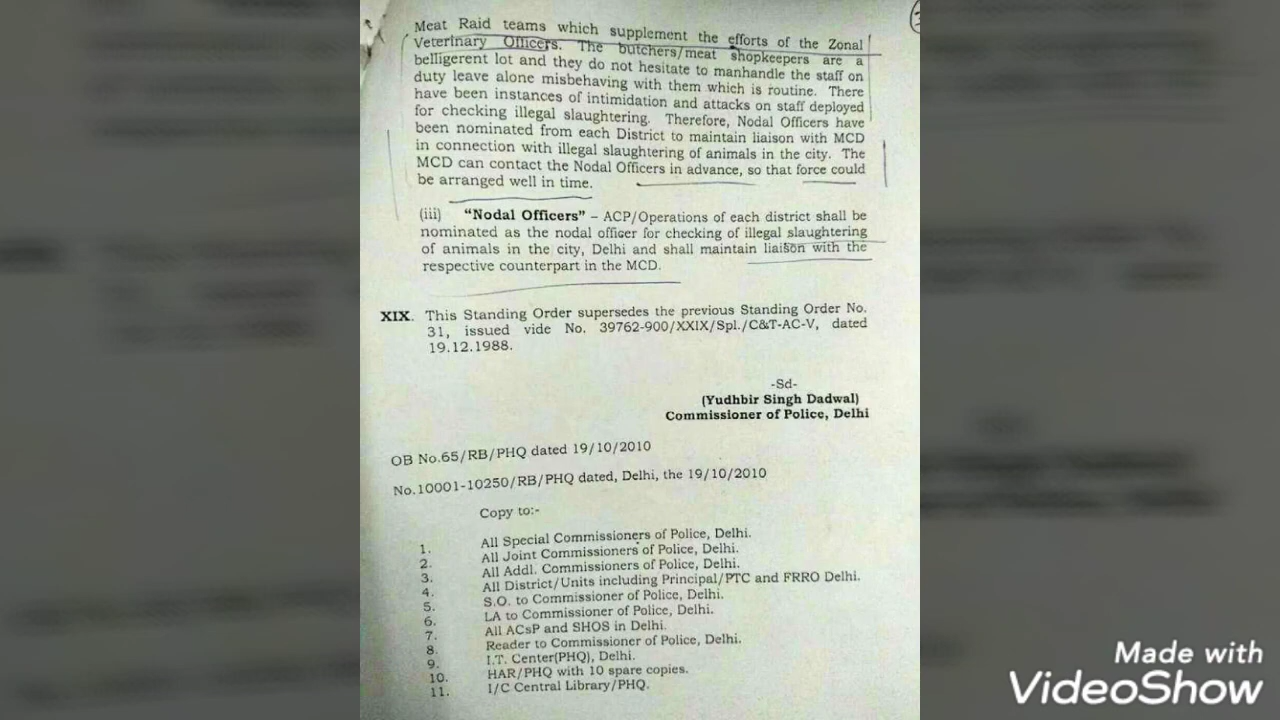 Meat Raid teams which supplement the efforts of the Zonal
Veterinary Officers. The butchers/meat shopkeepers are a
belligerent lot and they do not hesitate to manhandle the staff on
duty leave alone misbehaving with them which is routine. There
have been instances of intimidation and attacks on staff deployed
for checking illegal slaughtering. Therefore, Nodal Officers have
been nominated from each District to maintain liaison with MCD
in connection with illegal slaughtering of animals in the city. The
MCD can contact the Nodal Officers in advance, so that force could
be arranged well in time.
(iii) "Nodal Officers" – ACP/Operations of each district shall be
nominated as the nodal officer for checking of illegal slaughtering
of animals in the city, Delhi and shall maintain liaison with the
respective counterpart in the MCD.
XIX. This Standing Order supersedes the previous Standing Order No.
31, issued vide No. 39762-900/XXIX/Spl./C&T-AC-V, dated
19.12.1988.
-Sd-
(Yudhbir Singh Dadwal)
Commissioner of Police, Delhi
OB No.65/RB/PHQ dated 19/10/2010
No.10001-10250/RB/PHQ dated, Delhi, the 19/10/2010
Copy to:-
1. All Special Commissioners of Police, Delhi.
2. All Joint Commissioners of Police, Delhi.
3. All Addl. Commissioners of Police, Delhi.
4. All District/Units including Principal/PTC and FRRO Delhi.
5. S.O. to Commissioner of Police, Delhi.
6. LA to Commissioner of Police, Delhi.
7. All ACsP and SHOS in Delhi.
8. Reader to Commissioner of Police, Delhi.
9. I.T. Center(PHQ), Delhi.
10. HAR/PHQ with 10 spare copies.
11. I/C Central Library/PHQ.
Made with
VideoShow